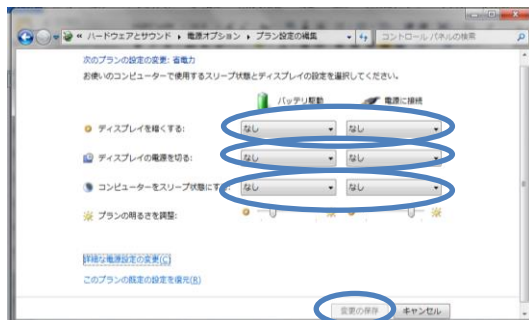 « ハードウェアとサウンド ▸ 電源オプション ▸ プラン設定の編集 コントロール パネルの検索
次のプランの設定の変更: 省電力
お使いのコンピューターで使用するスリープ状態とディスプレイの設定を選択してください。
バッテリ駆動 電源に接続
ディスプレイを暗くする: なし なし
ディスプレイの電源を切る: なし なし
コンピューターをスリープ状態にする: なし なし
プランの明るさを調整:
詳細な電源設定の変更(C)
このプランの既定の設定を復元(R)
変更の保存 キャンセル